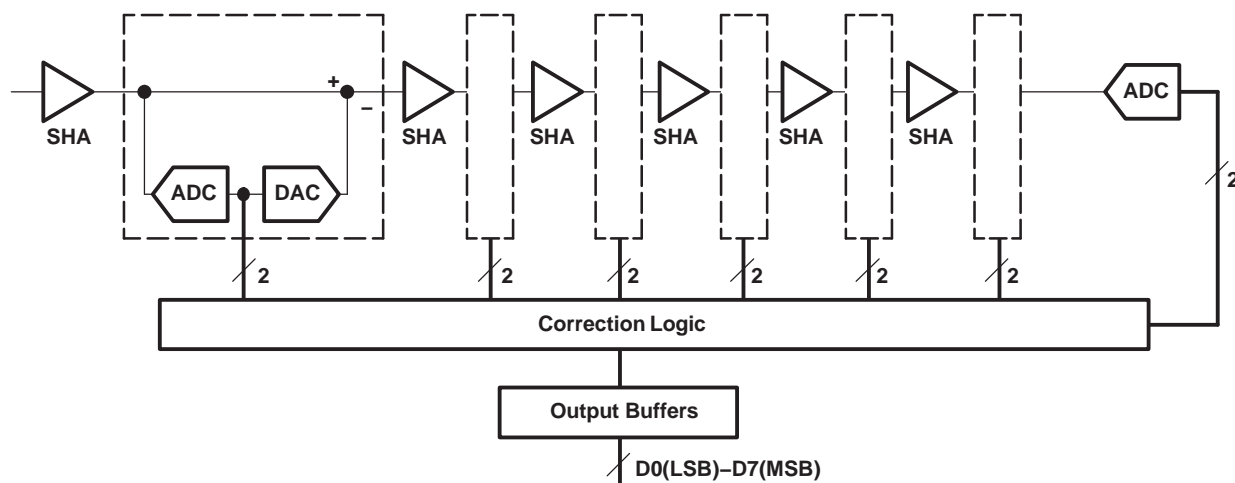 +
–
ADC
SHA
SHA
SHA
SHA
SHA
SHA
ADC
DAC
2
2
2
2
2
2
2
Correction Logic
Output Buffers
D0(LSB)–D7(MSB)